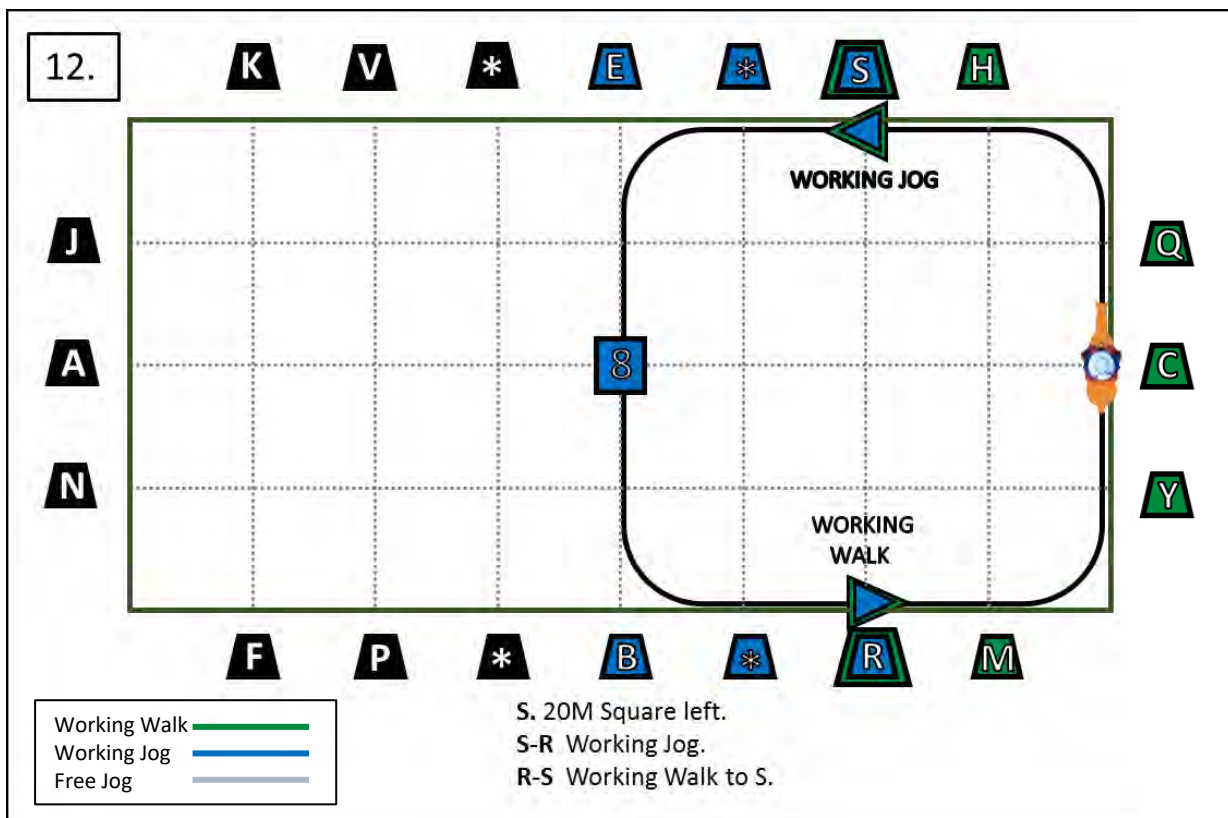 12.
K V * E * S H
WORKING JOG
J Q
A 8 C
N Y
WORKING
WALK
F P * B * R M
Working Walk
Working Jog
Free Jog
S. 20M Square left.
S-R Working Jog.
R-S Working Walk to S.